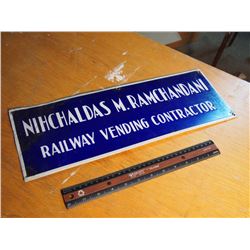 NIHCHALDAS M. RAMCHANDANI
RAILWAY VENDING CONTRACTOR.